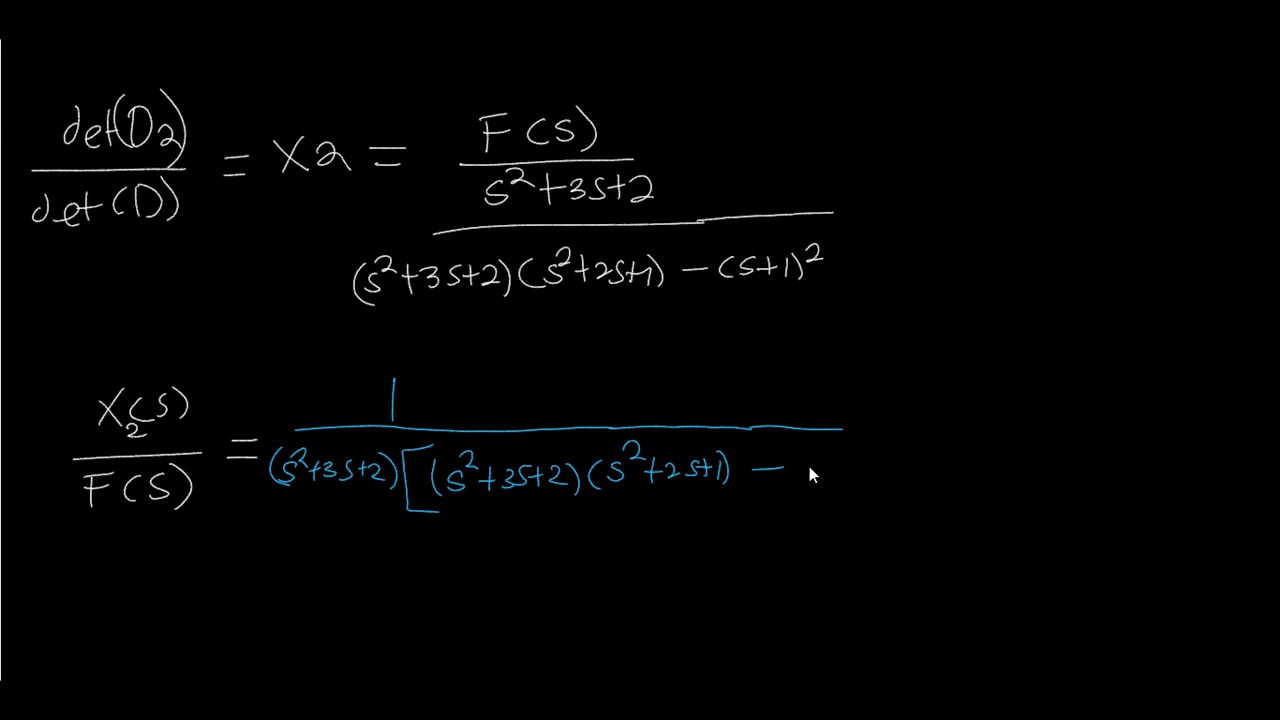 det(D2)/det(D) = X2 = F(S)/(s²+3s+2)
(s²+3s+2)(s²+2s+1) − (s+1)²
X₂(s)/F(s) = 1
(s²+3s+2)[(s²+3s+2)(s²+2s+1) −